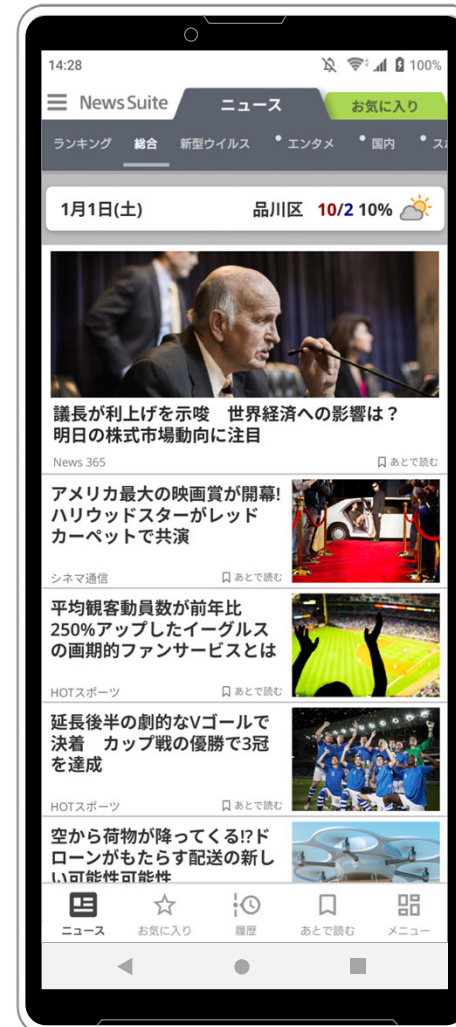 14:28 100%
News Suite ニュース お気に入り
ランキング 総合 新型ウイルス エンタメ 国内 ス
1月1日(土) 品川区 10/2 10%
議長が利上げを示唆 世界経済への影響は?
明日の株式市場動向に注目
News 365 あとで読む
アメリカ最大の映画賞が開幕!
ハリウッドスターがレッド
カーペットで共演
シネマ通信 あとで読む
平均観客動員数が前年比
250%アップしたイーグルス
の画期的ファンサービスとは
HOTスポーツ あとで読む
延長後半の劇的なVゴールで
決着 カップ戦の優勝で3冠
を達成
HOTスポーツ あとで読む
空から荷物が降ってくる!?ド
ローンがもたらす配送の新し
い可能性可能性
ニュース お気に入り 履歴 あとで読む メニュー